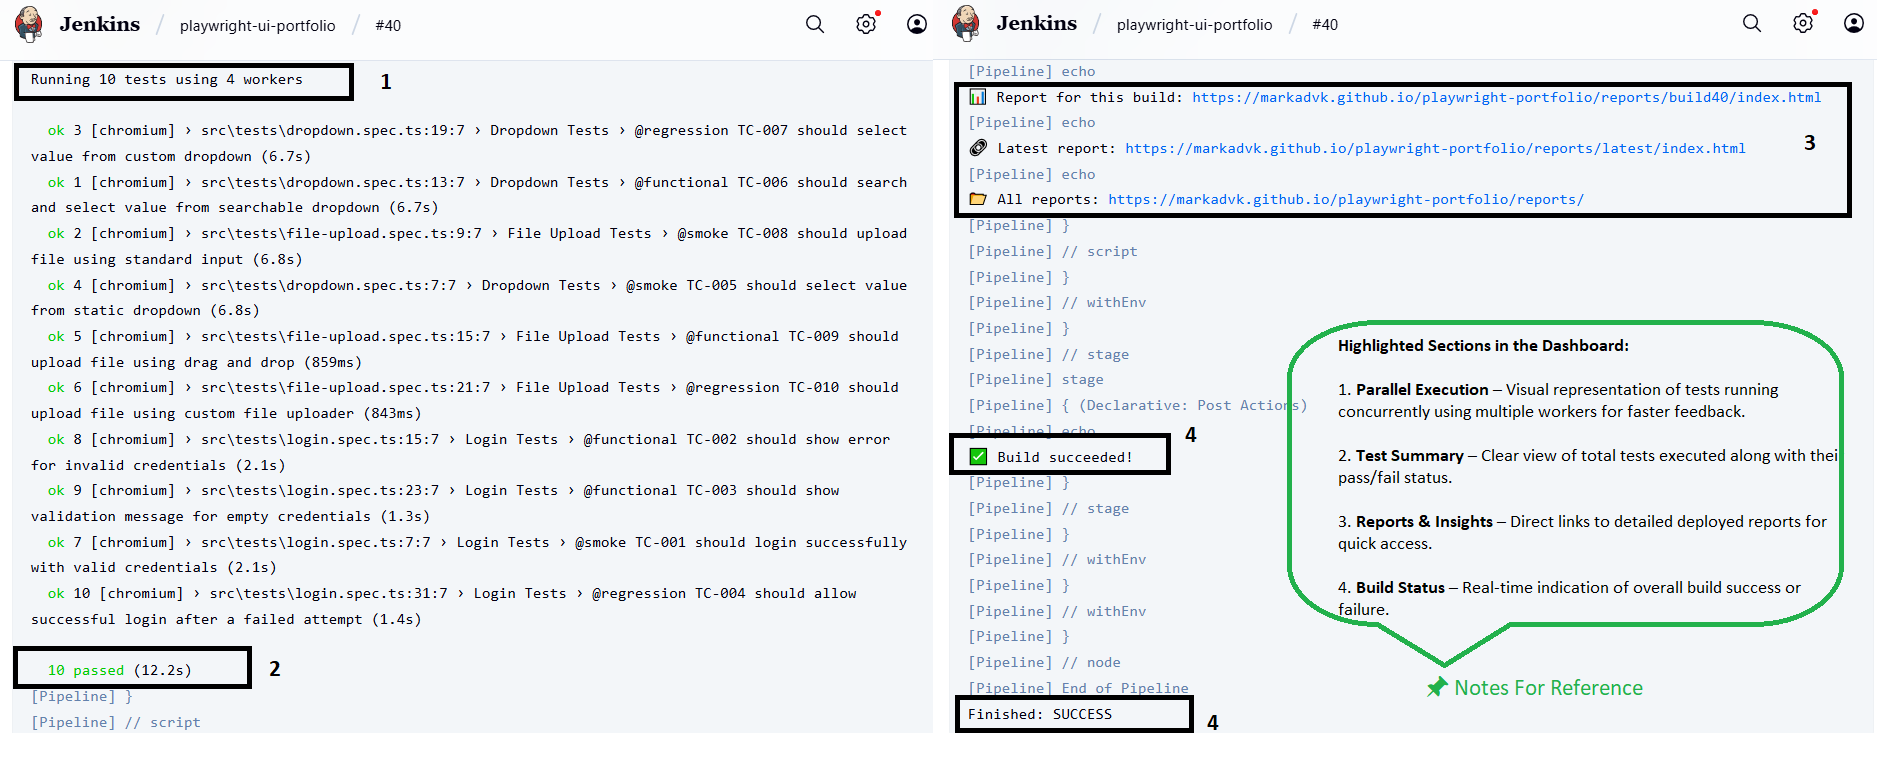 Jenkins / playwright-ui-portfolio / #40
Running 10 tests using 4 workers
1
ok 3 [chromium] › src\tests\dropdown.spec.ts:19:7 › Dropdown Tests › @regression TC-007 should select
value from custom dropdown (6.7s)
ok 1 [chromium] › src\tests\dropdown.spec.ts:13:7 › Dropdown Tests › @functional TC-006 should search
and select value from searchable dropdown (6.7s)
ok 2 [chromium] › src\tests\file-upload.spec.ts:9:7 › File Upload Tests › @smoke TC-008 should upload
file using standard input (6.8s)
ok 4 [chromium] › src\tests\dropdown.spec.ts:7:7 › Dropdown Tests › @smoke TC-005 should select value
from static dropdown (6.8s)
ok 5 [chromium] › src\tests\file-upload.spec.ts:15:7 › File Upload Tests › @functional TC-009 should
upload file using drag and drop (859ms)
ok 6 [chromium] › src\tests\file-upload.spec.ts:21:7 › File Upload Tests › @regression TC-010 should
upload file using custom file uploader (843ms)
ok 8 [chromium] › src\tests\login.spec.ts:15:7 › Login Tests › @functional TC-002 should show error
for invalid credentials (2.1s)
ok 9 [chromium] › src\tests\login.spec.ts:23:7 › Login Tests › @functional TC-003 should show
validation message for empty credentials (1.3s)
ok 7 [chromium] › src\tests\login.spec.ts:7:7 › Login Tests › @smoke TC-001 should login successfully
with valid credentials (2.1s)
ok 10 [chromium] › src\tests\login.spec.ts:31:7 › Login Tests › @regression TC-004 should allow
successful login after a failed attempt (1.4s)
10 passed (12.2s)
2
[Pipeline] }
[Pipeline] // script
Jenkins / playwright-ui-portfolio / #40
[Pipeline] echo
📊 Report for this build: https://markadvk.github.io/playwright-portfolio/reports/build40/index.html
[Pipeline] echo
3
🔗 Latest report: https://markadvk.github.io/playwright-portfolio/reports/latest/index.html
[Pipeline] echo
📂 All reports: https://markadvk.github.io/playwright-portfolio/reports/
[Pipeline] }
[Pipeline] // script
[Pipeline] }
[Pipeline] // withEnv
[Pipeline] }
[Pipeline] // stage
[Pipeline] stage
[Pipeline] { (Declarative: Post Actions)
[Pipeline] echo
4
✅ Build succeeded!
[Pipeline] }
[Pipeline] // stage
[Pipeline] }
[Pipeline] // withEnv
[Pipeline] }
[Pipeline] // withEnv
[Pipeline] }
[Pipeline] // node
[Pipeline] End of Pipeline
Finished: SUCCESS
4
Highlighted Sections in the Dashboard:
1. Parallel Execution – Visual representation of tests running
concurrently using multiple workers for faster feedback.
2. Test Summary – Clear view of total tests executed along with thei
pass/fail status.
3. Reports & Insights – Direct links to detailed deployed reports for
quick access.
4. Build Status – Real-time indication of overall build success or
failure.
📌 Notes For Reference